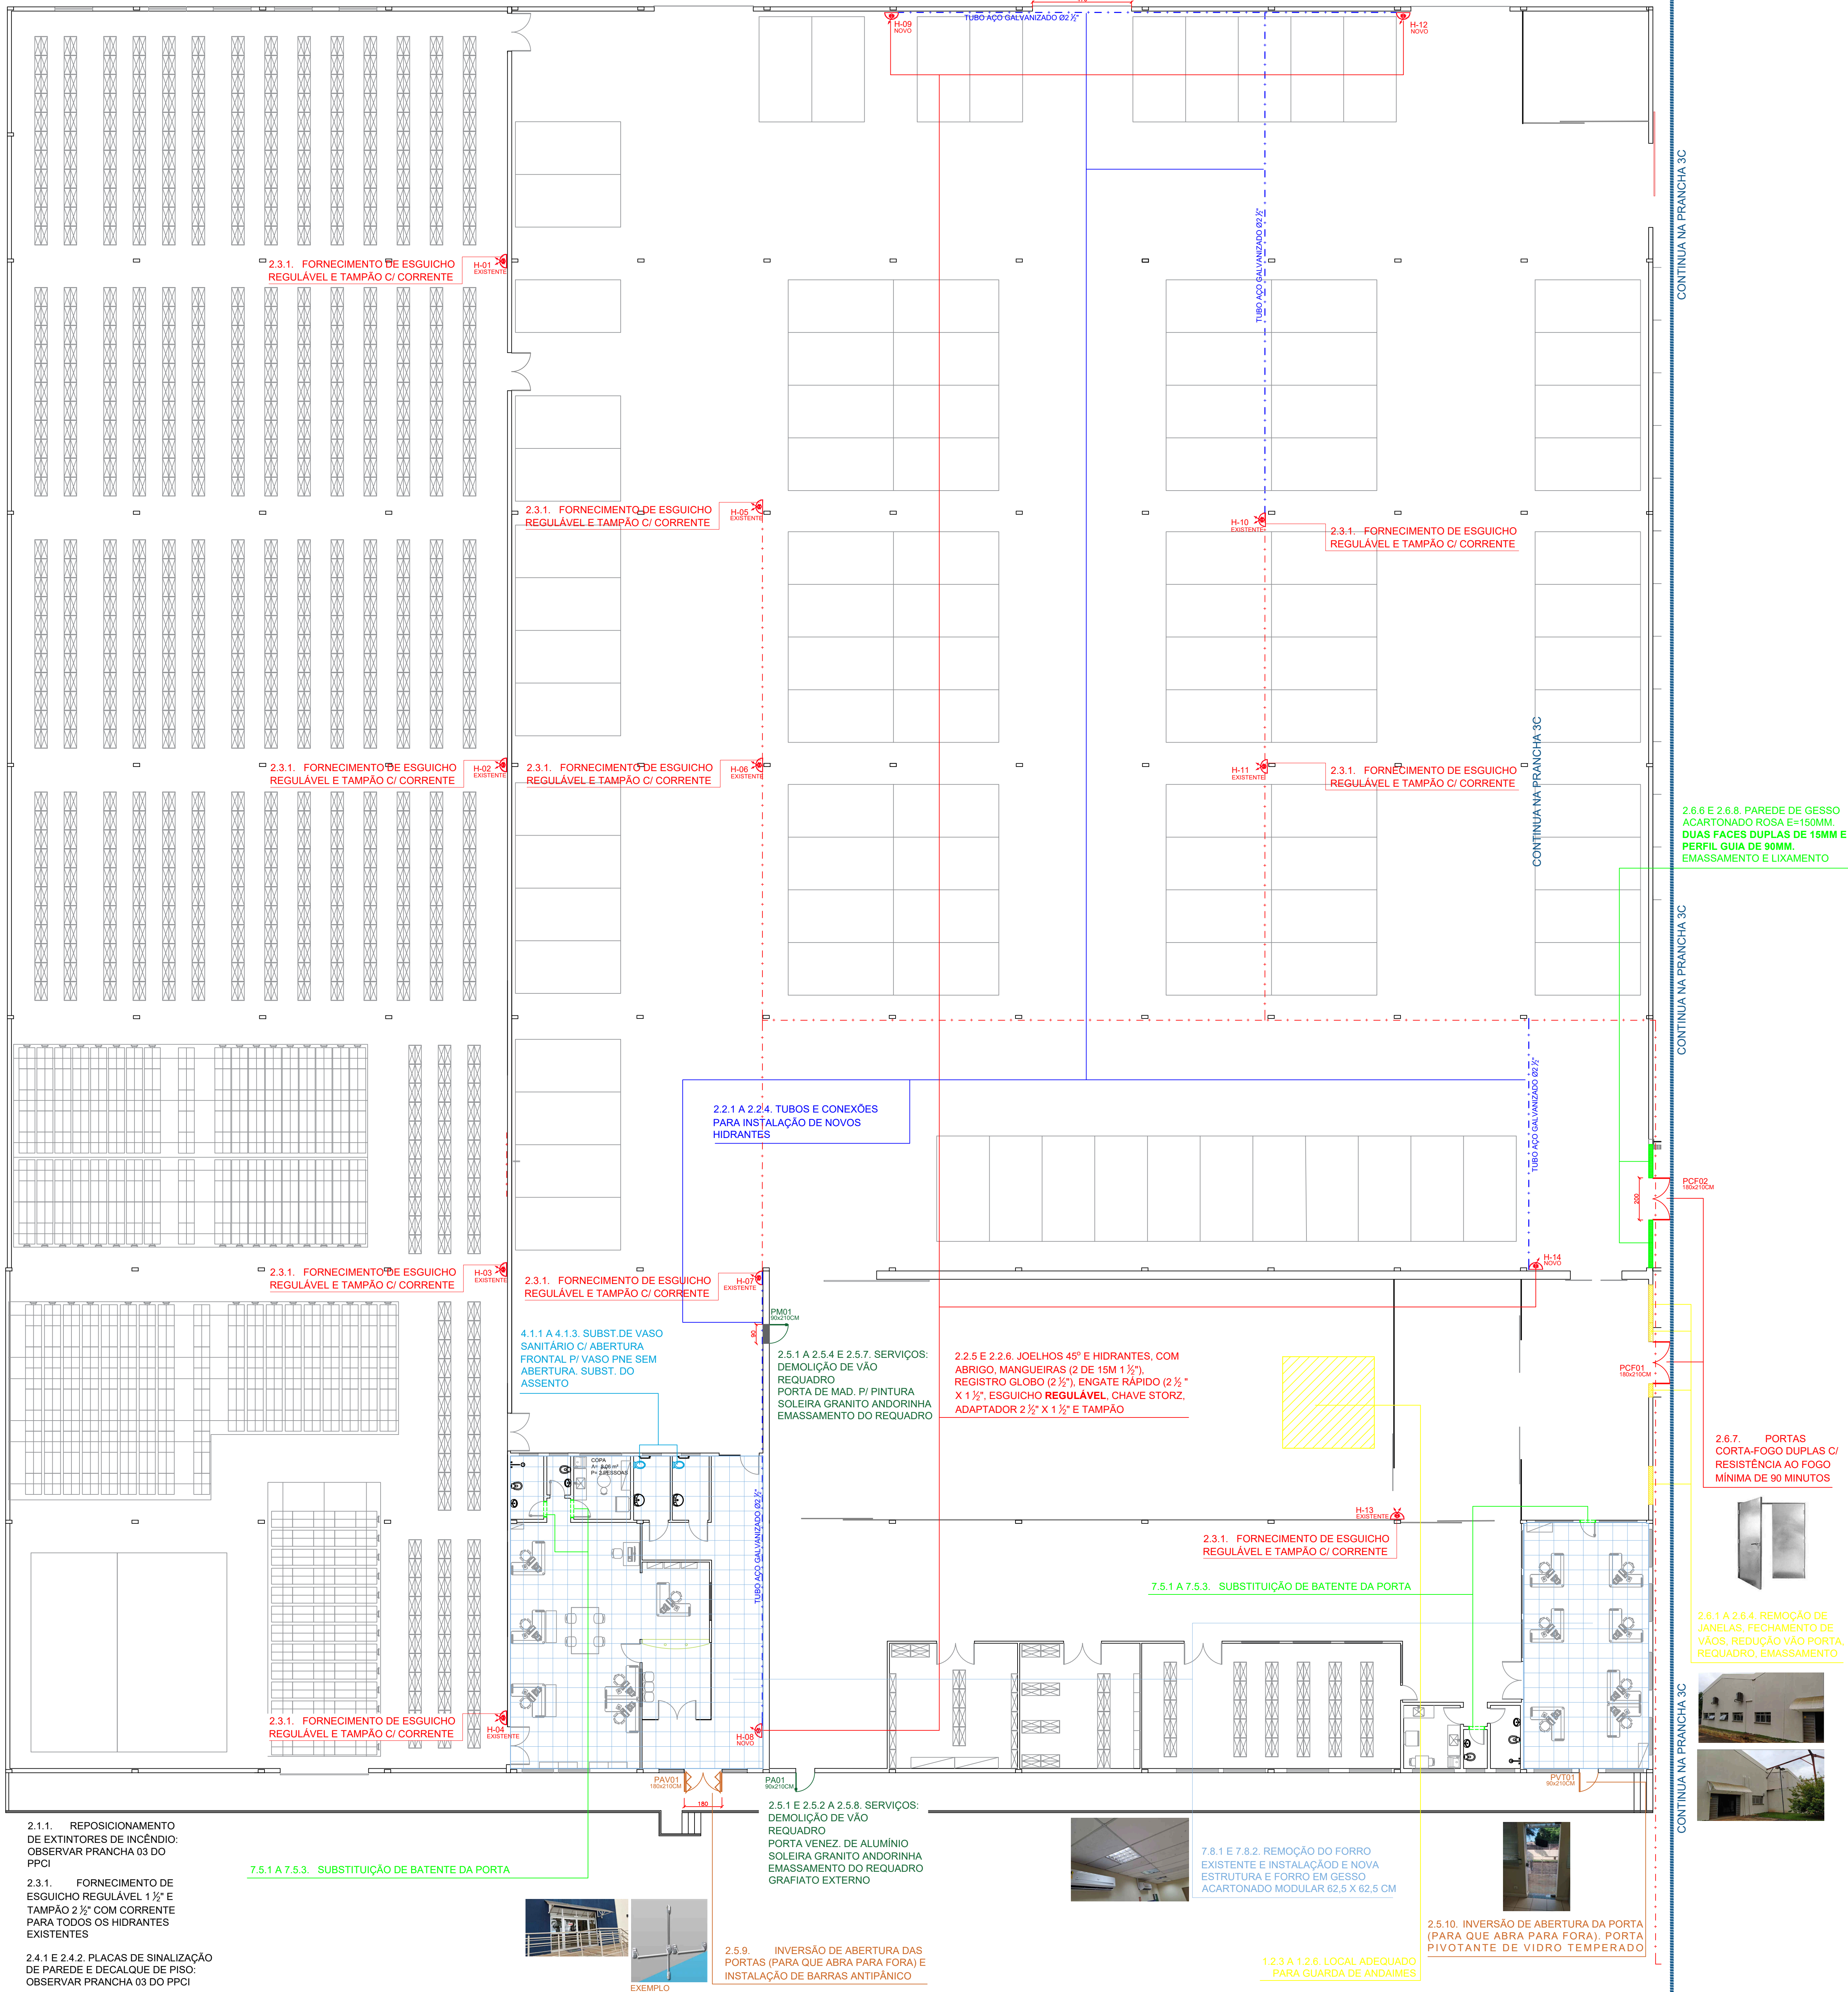 170
TUBO AÇO GALVANIZADO Ø2 ½"
H-09
NOVO
H-12
NOVO
CONTINUA NA PRANCHA 3C
TUBO AÇO GALVANIZADO Ø2 ½"
2.3.1. FORNECIMENTO DE ESGUICHO
REGULÁVEL E TAMPÃO C/ CORRENTE
H-01
EXISTENTE
2.3.1. FORNECIMENTO DE ESGUICHO
REGULÁVEL E TAMPÃO C/ CORRENTE
H-05
EXISTENTE
H-10
EXISTENTE
2.3.1. FORNECIMENTO DE ESGUICHO
REGULÁVEL E TAMPÃO C/ CORRENTE
2.3.1. FORNECIMENTO DE ESGUICHO
REGULÁVEL E TAMPÃO C/ CORRENTE
H-02
EXISTENTE
2.3.1. FORNECIMENTO DE ESGUICHO
REGULÁVEL E TAMPÃO C/ CORRENTE
H-06
EXISTENTE
H-11
EXISTENTE
2.3.1. FORNECIMENTO DE ESGUICHO
REGULÁVEL E TAMPÃO C/ CORRENTE
CONTINUA NA PRANCHA 3C
2.6.6 E 2.6.8. PAREDE DE GESSO
ACARTONADO ROSA E=150MM.
DUAS FACES DUPLAS DE 15MM E
PERFIL GUIA DE 90MM.
EMASSAMENTO E LIXAMENTO
CONTINUA NA PRANCHA 3C
2.2.1 A 2.2.4. TUBOS E CONEXÕES
PARA INSTALAÇÃO DE NOVOS
HIDRANTES
TUBO AÇO GALVANIZADO Ø2 ½"
200
PCF02
180x210CM
2.3.1. FORNECIMENTO DE ESGUICHO
REGULÁVEL E TAMPÃO C/ CORRENTE
H-03
EXISTENTE
2.3.1. FORNECIMENTO DE ESGUICHO
REGULÁVEL E TAMPÃO C/ CORRENTE
H-07
EXISTENTE
H-14
NOVO
PM01
90x210CM
90
4.1.1 A 4.1.3. SUBST.DE VASO
SANITÁRIO C/ ABERTURA
FRONTAL P/ VASO PNE SEM
ABERTURA. SUBST. DO
ASSENTO
2.5.1 A 2.5.4 E 2.5.7. SERVIÇOS:
DEMOLIÇÃO DE VÃO
REQUADRO
PORTA DE MAD. P/ PINTURA
SOLEIRA GRANITO ANDORINHA
EMASSAMENTO DO REQUADRO
2.2.5 E 2.2.6. JOELHOS 45º E HIDRANTES, COM
ABRIGO, MANGUEIRAS (2 DE 15M 1 ½"),
REGISTRO GLOBO (2 ½"), ENGATE RÁPIDO (2 ½ "
X 1 ½", ESGUICHO REGULÁVEL, CHAVE STORZ,
ADAPTADOR 2 ½" X 1 ½" E TAMPÃO
PCF01
180x210CM
2.6.7. PORTAS
CORTA-FOGO DUPLAS C/
RESISTÊNCIA AO FOGO
MÍNIMA DE 90 MINUTOS
COPA
P= 2 PESSOAS
TUBO AÇO GALVANIZADO Ø2 ½"
H-13
EXISTENTE
2.3.1. FORNECIMENTO DE ESGUICHO
REGULÁVEL E TAMPÃO C/ CORRENTE
7.5.1 A 7.5.3. SUBSTITUIÇÃO DE BATENTE DA PORTA
2.6.1 A 2.6.4. REMOÇÃO DE
JANELAS, FECHAMENTO DE
VÃOS, REDUÇÃO VÃO PORTA,
REQUADRO, EMASSAMENTO
2.3.1. FORNECIMENTO DE ESGUICHO
REGULÁVEL E TAMPÃO C/ CORRENTE
H-04
EXISTENTE
H-08
NOVO
CONTINUA NA PRANCHA 3C
PAV01
180x210CM
180
PA01
90x210CM
PVT01
90x210CM
2.5.1 E 2.5.2 A 2.5.8. SERVIÇOS:
DEMOLIÇÃO DE VÃO
REQUADRO
PORTA VENEZ. DE ALUMÍNIO
SOLEIRA GRANITO ANDORINHA
EMASSAMENTO DO REQUADRO
GRAFIATO EXTERNO
2.1.1. REPOSICIONAMENTO
DE EXTINTORES DE INCÊNDIO:
OBSERVAR PRANCHA 03 DO
PPCI
7.5.1 A 7.5.3. SUBSTITUIÇÃO DE BATENTE DA PORTA
2.3.1. FORNECIMENTO DE
ESGUICHO REGULÁVEL 1 ½" E
TAMPÃO 2 ½" COM CORRENTE
PARA TODOS OS HIDRANTES
EXISTENTES
2.4.1 E 2.4.2. PLACAS DE SINALIZAÇÃO
DE PAREDE E DECALQUE DE PISO:
OBSERVAR PRANCHA 03 DO PPCI
7.8.1 E 7.8.2. REMOÇÃO DO FORRO
EXISTENTE E INSTALAÇÃOD E NOVA
ESTRUTURA E FORRO EM GESSO
ACARTONADO MODULAR 62,5 X 62,5 CM
2.5.9. INVERSÃO DE ABERTURA DAS
PORTAS (PARA QUE ABRA PARA FORA) E
INSTALAÇÃO DE BARRAS ANTIPÂNICO
EXEMPLO
1.2.3 A 1.2.6. LOCAL ADEQUADO
PARA GUARDA DE ANDAIMES
2.5.10. INVERSÃO DE ABERTURA DA PORTA
(PARA QUE ABRA PARA FORA). PORTA
PIVOTANTE DE VIDRO TEMPERADO